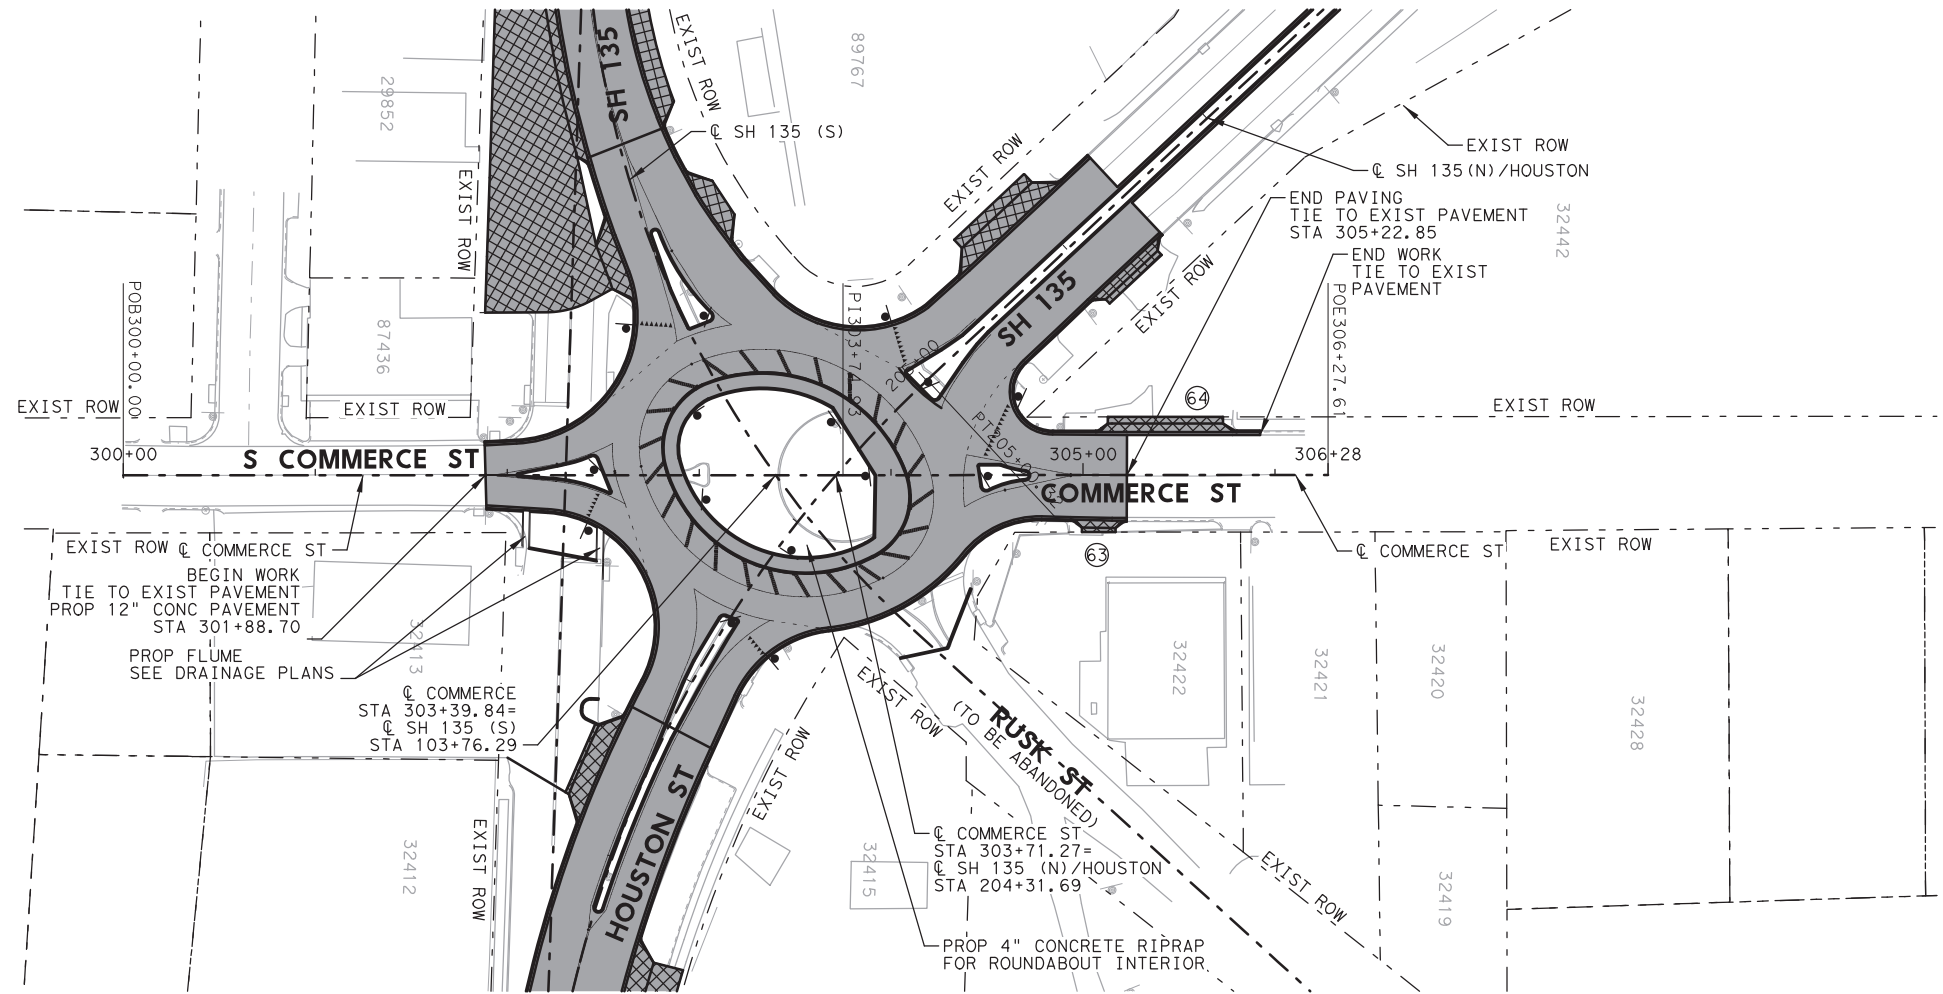 SH 135
EXIST ROW
89767
29852
℄ SH 135 (S)
EXIST ROW
EXIST ROW
EXIST ROW
℄ SH 135(N)/HOUSTON
END PAVING
TIE TO EXIST PAVEMENT
STA 305+22.85
32442
END WORK
TIE TO EXIST
PAVEMENT
EXIST ROW
SH 135
POB300+00.00
87436
POE306+27.61
EXIST ROW
EXIST ROW
64
EXIST ROW
300+00
S COMMERCE ST
305+00
306+28
COMMERCE ST
EXIST ROW
℄ COMMERCE ST
63
℄ COMMERCE ST
EXIST ROW
BEGIN WORK
TIE TO EXIST PAVEMENT
PROP 12" CONC PAVEMENT
STA 301+88.70
32413
PROP FLUME
SEE DRAINAGE PLANS
℄ COMMERCE
STA 303+39.84=
℄ SH 135 (S)
STA 103+76.29
EXIST ROW
RUSK ST
(TO BE ABANDONED)
32422
32421
32420
32428
EXIST ROW
HOUSTON ST
EXIST ROW
32412
32415
℄ COMMERCE ST
STA 303+71.27=
℄ SH 135 (N)/HOUSTON
STA 204+31.69
EXIST ROW
32419
PROP 4" CONCRETE RIPRAP
FOR ROUNDABOUT INTERIOR